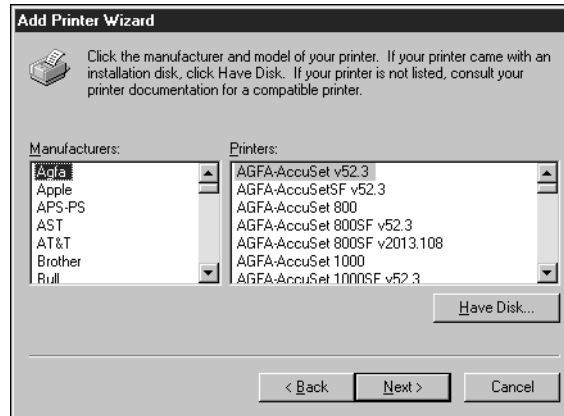 Add Printer Wizard
Click the manufacturer and model of your printer. If your printer came with an
installation disk, click Have Disk. If your printer is not listed, consult your
printer documentation for a compatible printer.
Manufacturers:
Agfa
Apple
APS-PS
AST
AT&T
Brother
Bull
Printers:
AGFA-AccuSet v52.3
AGFA-AccuSetSF v52.3
AGFA-AccuSet 800
AGFA-AccuSet 800SF v52.3
AGFA-AccuSet 800SF v2013.108
AGFA-AccuSet 1000
AGFA-AccuSet 1000SF v52.3
Have Disk...
< Back
Next >
Cancel